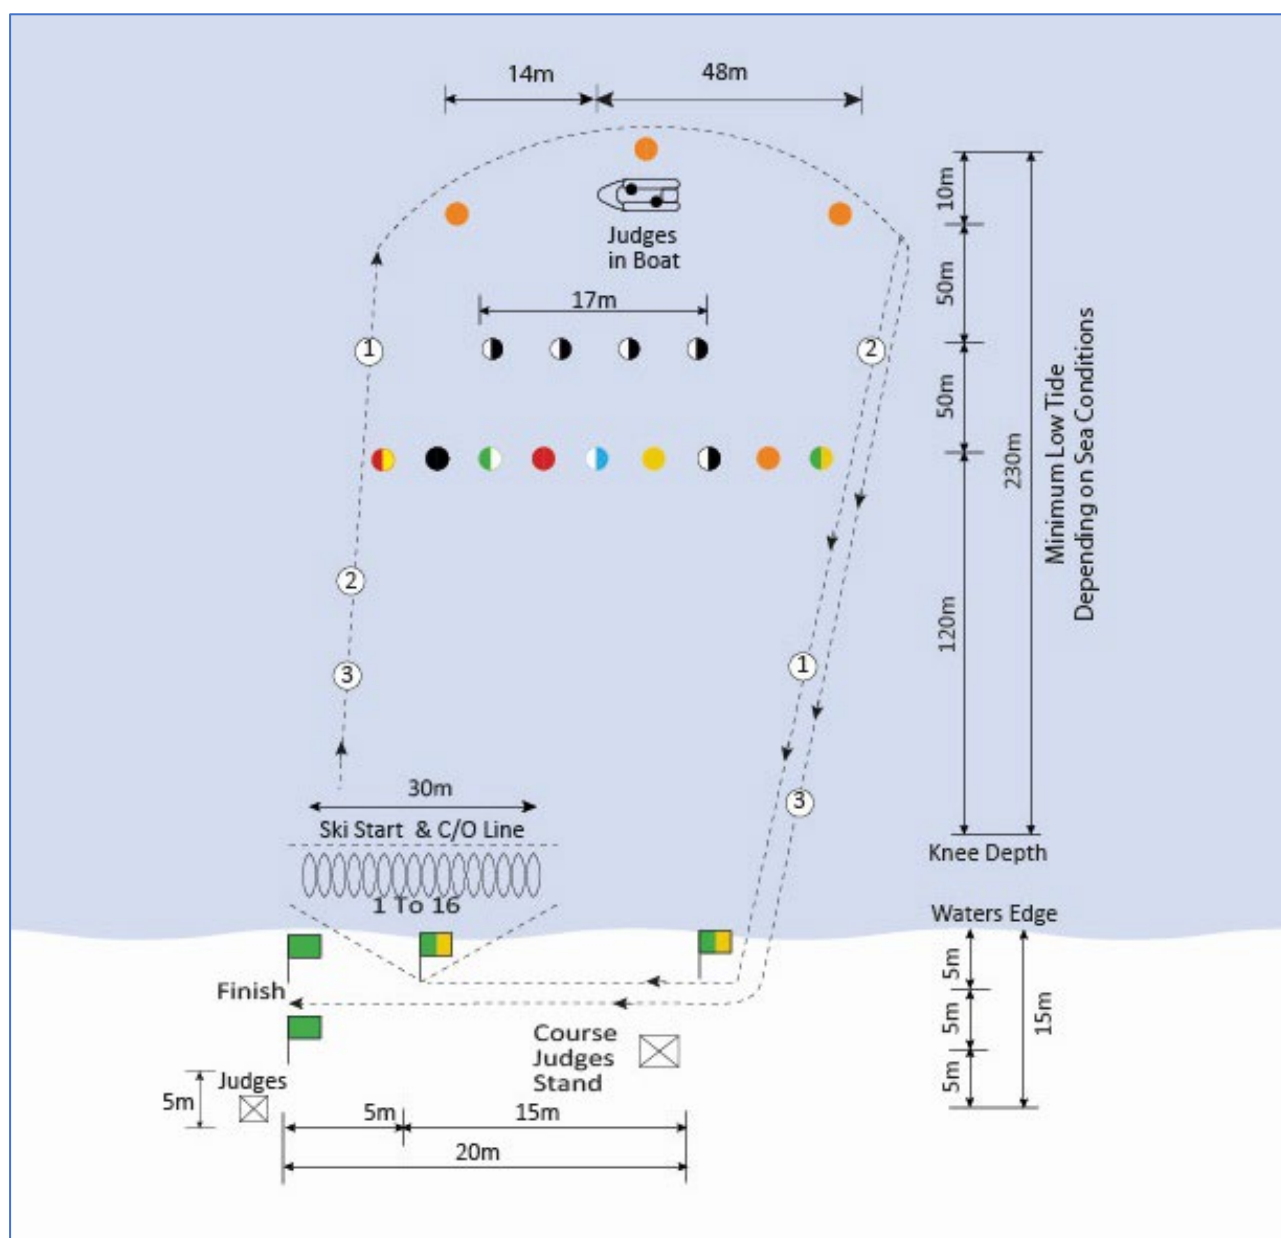 14m
48m
10m
Judges
in Boat
50m
17m
1
2
50m
Minimum Low Tide
Depending on Sea Conditions
230m
2
120m
1
3
3
30m
Ski Start & C/O Line
Knee Depth
1 To 16
Waters Edge
5m
Finish
5m
15m
Course
Judges
Stand
5m
Judges
5m
5m
15m
20m